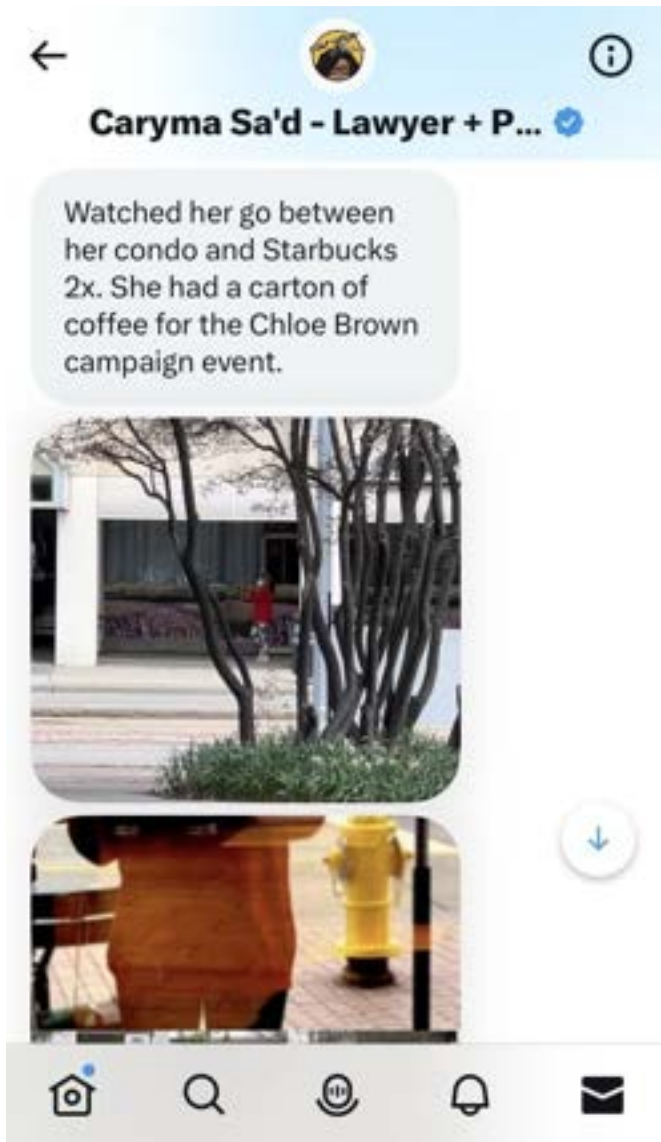 Caryma Sa'd - Lawyer + P...
Watched her go between
her condo and Starbucks
2x. She had a carton of
coffee for the Chloe Brown
campaign event.